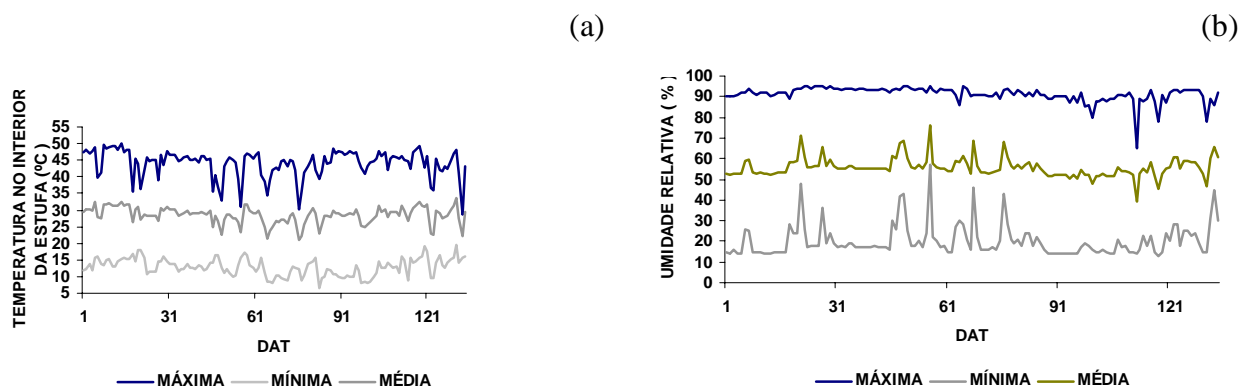 (a)
TEMPERATURA NO INTERIOR
DA ESTUFA (ºC)
55
50
45
40
35
30
25
20
15
10
5
1 31 61 91 121
DAT
MÁXIMA MÍNIMA MÉDIA
(b)
UMIDADE RELATIVA ( % )
100
90
80
70
60
50
40
30
20
10
0
1 31 61 91 121
DAT
MÁXIMA MÍNIMA MÉDIA